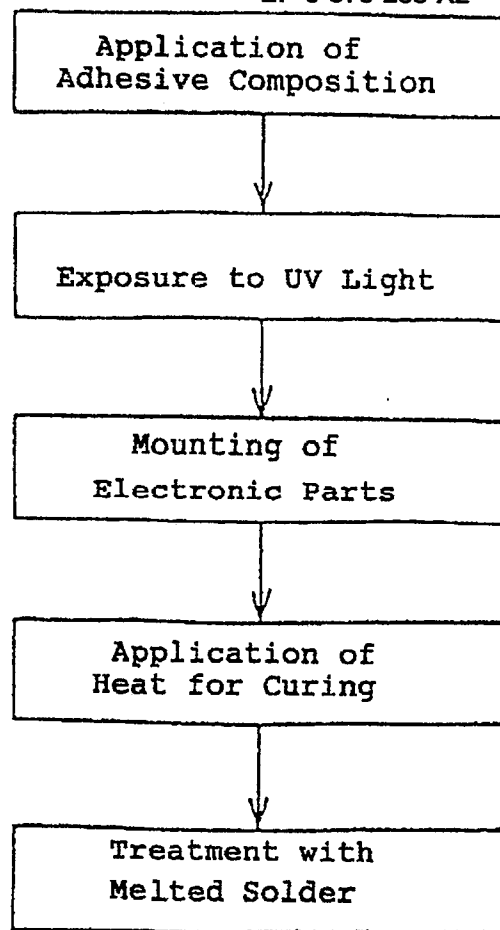 Application of
Adhesive Composition
Exposure to UV Light
Mounting of
Electronic Parts
Application of
Heat for Curing
Treatment with
Melted Solder